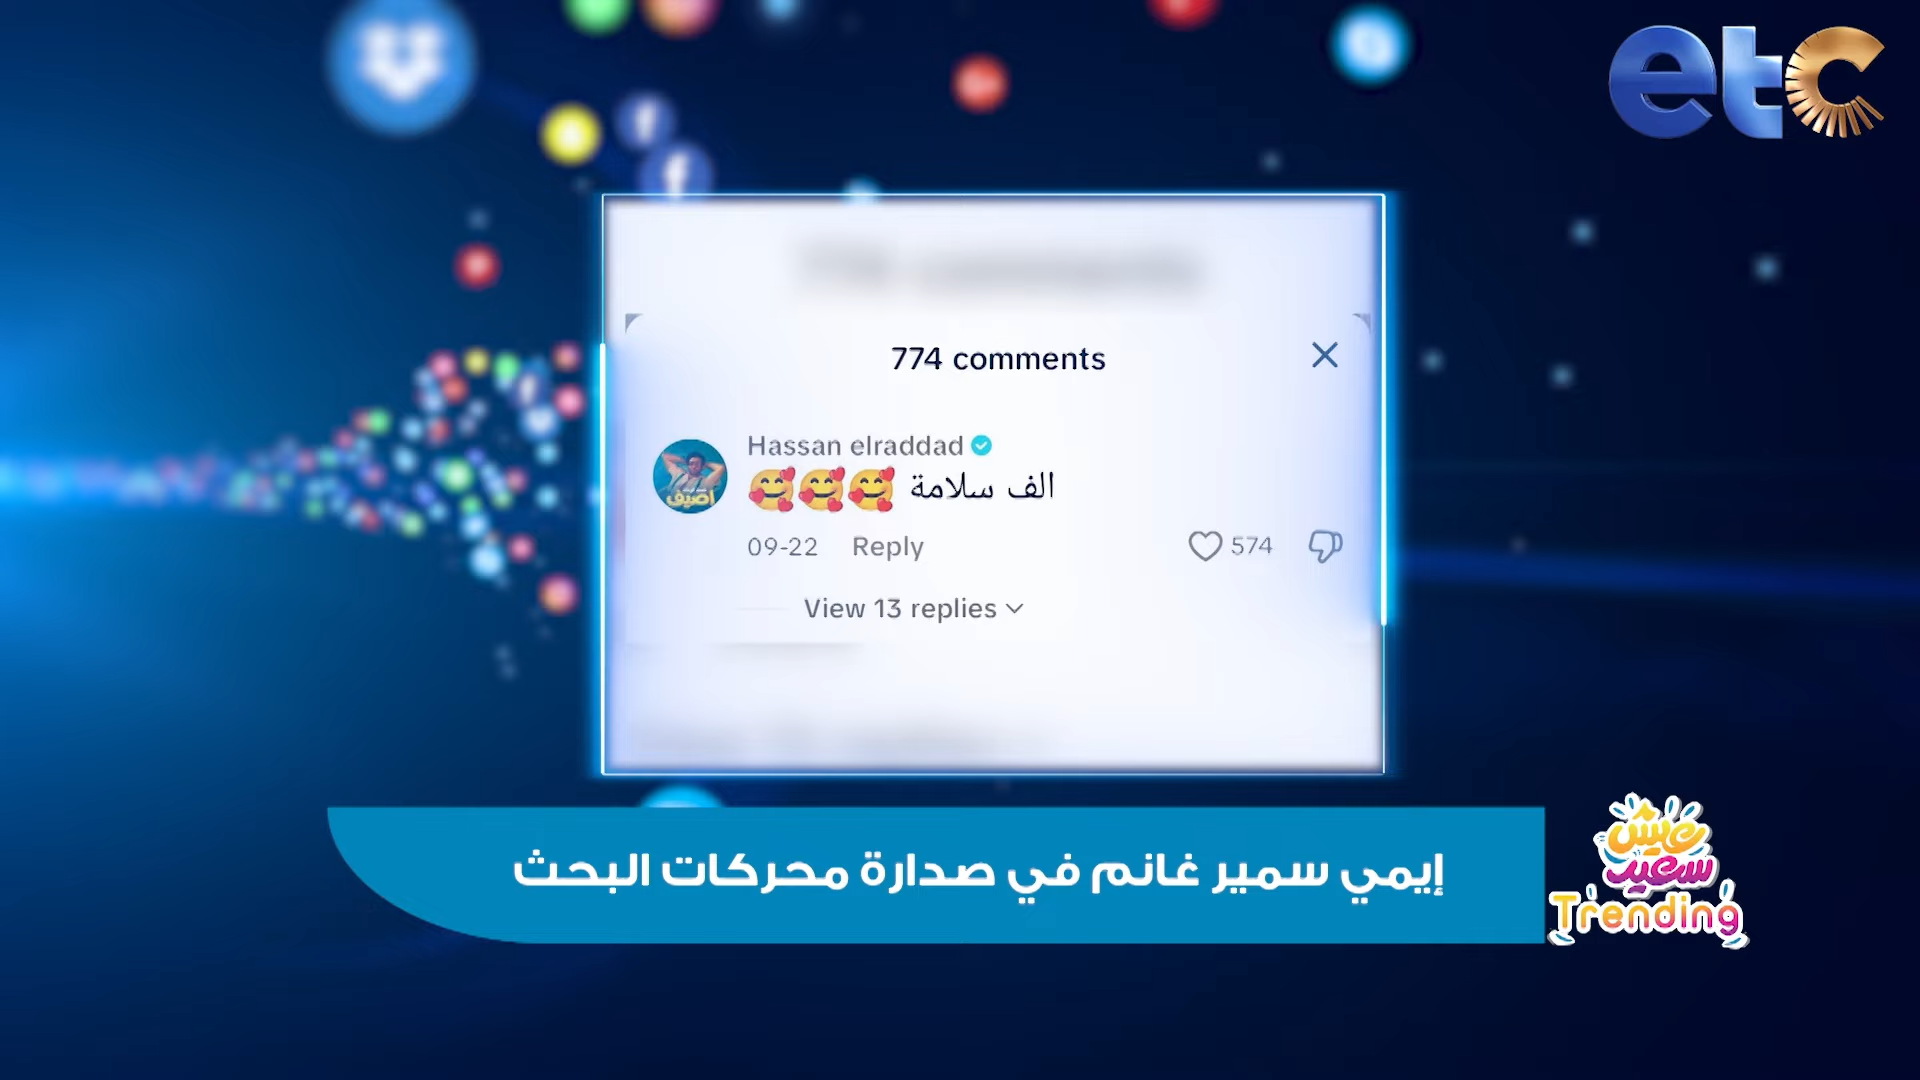 etc
774 comments
Hassan elraddad
الف سلامة 🥰🥰🥰
09-22 Reply 574
View 13 replies
إيمي سمير غانم في صدارة محركات البحث
عيش
سعيد
Trending